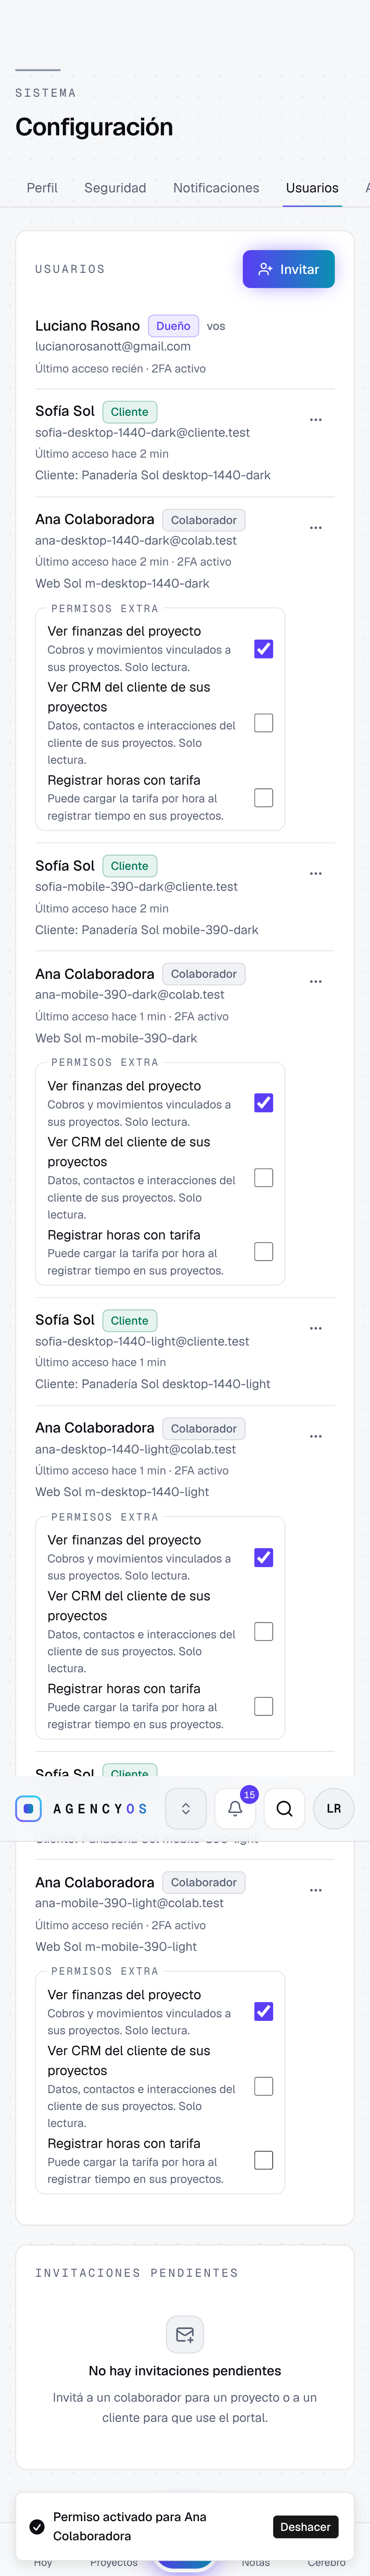 SISTEMA
Configuración
Perfil Seguridad Notificaciones Usuarios
USUARIOS
Invitar
Luciano Rosano Dueño vos
lucianorosanott@gmail.com
Último acceso recién · 2FA activo
Sofía Sol Cliente
sofia-desktop-1440-dark@cliente.test
Último acceso hace 2 min
Cliente: Panadería Sol desktop-1440-dark
Ana Colaboradora Colaborador
ana-desktop-1440-dark@colab.test
Último acceso hace 2 min · 2FA activo
Web Sol m-desktop-1440-dark
PERMISOS EXTRA
Ver finanzas del proyecto
Cobros y movimientos vinculados a
sus proyectos. Solo lectura.
Ver CRM del cliente de sus
proyectos
Datos, contactos e interacciones del
cliente de sus proyectos. Solo
lectura.
Registrar horas con tarifa
Puede cargar la tarifa por hora al
registrar tiempo en sus proyectos.
Sofía Sol Cliente
sofia-mobile-390-dark@cliente.test
Último acceso hace 2 min
Cliente: Panadería Sol mobile-390-dark
Ana Colaboradora Colaborador
ana-mobile-390-dark@colab.test
Último acceso hace 1 min · 2FA activo
Web Sol m-mobile-390-dark
PERMISOS EXTRA
Ver finanzas del proyecto
Cobros y movimientos vinculados a
sus proyectos. Solo lectura.
Ver CRM del cliente de sus
proyectos
Datos, contactos e interacciones del
cliente de sus proyectos. Solo
lectura.
Registrar horas con tarifa
Puede cargar la tarifa por hora al
registrar tiempo en sus proyectos.
Sofía Sol Cliente
sofia-desktop-1440-light@cliente.test
Último acceso hace 1 min
Cliente: Panadería Sol desktop-1440-light
Ana Colaboradora Colaborador
ana-desktop-1440-light@colab.test
Último acceso hace 1 min · 2FA activo
Web Sol m-desktop-1440-light
PERMISOS EXTRA
Ver finanzas del proyecto
Cobros y movimientos vinculados a
sus proyectos. Solo lectura.
Ver CRM del cliente de sus
proyectos
Datos, contactos e interacciones del
cliente de sus proyectos. Solo
lectura.
Registrar horas con tarifa
Puede cargar la tarifa por hora al
registrar tiempo en sus proyectos.
Sofía Sol Cliente
AGENCYOS 15 LR
Ana Colaboradora Colaborador
ana-mobile-390-light@colab.test
Último acceso recién · 2FA activo
Web Sol m-mobile-390-light
PERMISOS EXTRA
Ver finanzas del proyecto
Cobros y movimientos vinculados a
sus proyectos. Solo lectura.
Ver CRM del cliente de sus
proyectos
Datos, contactos e interacciones del
cliente de sus proyectos. Solo
lectura.
Registrar horas con tarifa
Puede cargar la tarifa por hora al
registrar tiempo en sus proyectos.
INVITACIONES PENDIENTES
No hay invitaciones pendientes
Invitá a un colaborador para un proyecto o a un
cliente para que use el portal.
Permiso activado para Ana
Colaboradora
Deshacer
Hoy Proyectos Notas Cerebro